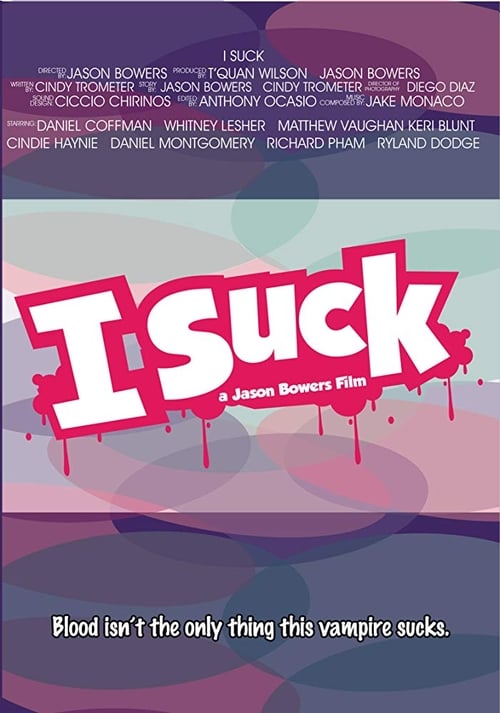 I SUCK
DIRECTED BY: JASON BOWERS PRODUCED BY: T'QUAN WILSON JASON BOWERS
WRITTEN BY: CINDY TROMETER STORY BY: JASON BOWERS CINDY TROMETER DIRECTOR OF PHOTOGRAPHY DIEGO DIAZ
SOUND DESIGN: CICCIO CHIRINOS EDITED BY: ANTHONY OCASIO MUSIC COMPOSED BY: JAKE MONACO
STARRING: DANIEL COFFMAN WHITNEY LESHER MATTHEW VAUGHAN KERI BLUNT
CINDIE HAYNIE DANIEL MONTGOMERY RICHARD PHAM RYLAND DODGE
I Suck
a Jason Bowers Film
Blood isn't the only thing this vampire sucks.